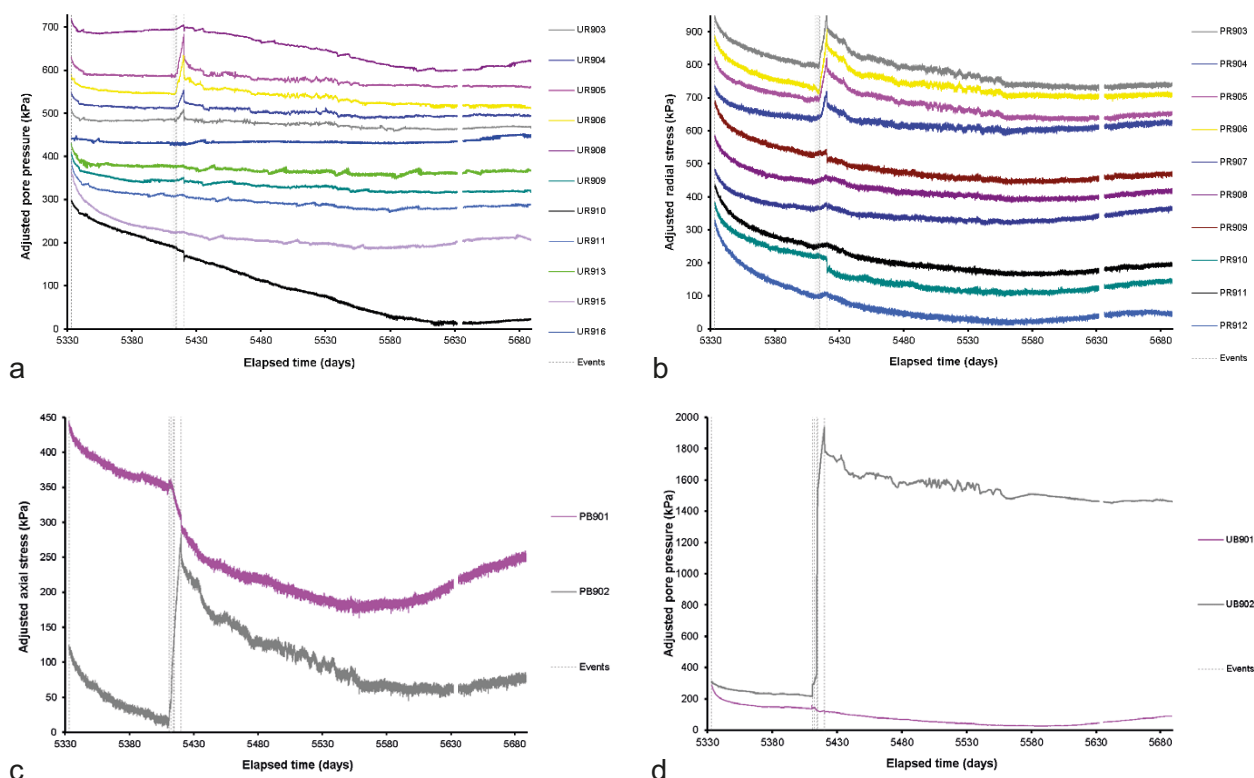 700
600
500
400
300
200
100
0
Adjusted pore pressure (kPa)
5330
5380
5430
5480
5530
5580
5630
5680
Elapsed time (days)
UR903
UR904
UR905
UR906
UR908
UR909
UR910
UR911
UR913
UR915
UR916
Events
a
900
800
700
600
500
400
300
200
100
0
Adjusted radial stress (kPa)
5330
5380
5430
5480
5530
5580
5630
5680
Elapsed time (days)
PR903
PR904
PR905
PR906
PR907
PR908
PR909
PR910
PR911
PR912
Events
b
450
400
350
300
250
200
150
100
50
0
Adjusted axial stress (kPa)
5330
5380
5430
5480
5530
5580
5630
5680
Elapsed time (days)
PB901
PB902
Events
c
2000
1800
1600
1400
1200
1000
800
600
400
200
0
Adjusted pore pressure (kPa)
5330
5380
5430
5480
5530
5580
5630
5680
Elapsed time (days)
UB901
UB902
Events
d